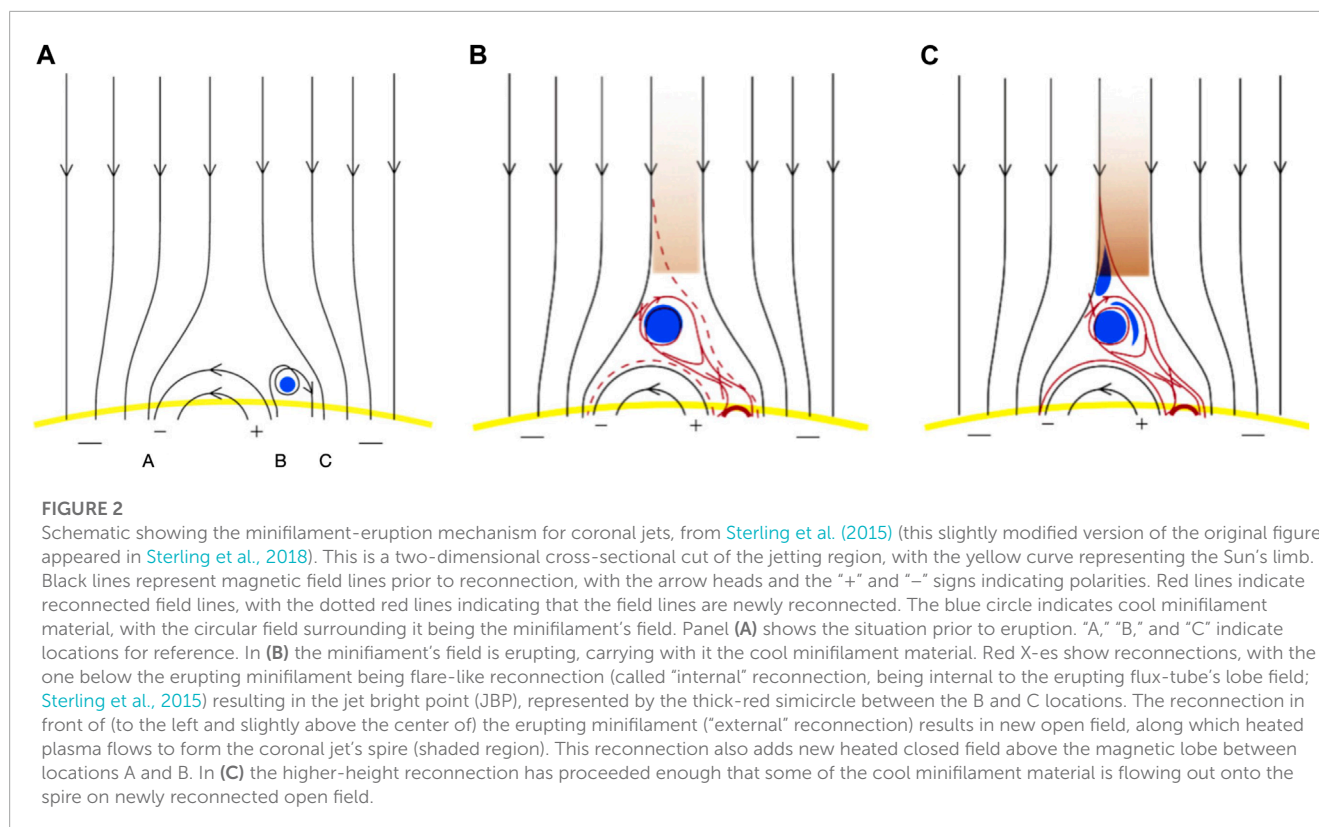 A
B
C
— – + —
A B C
— – + —
— – + —
FIGURE 2
Schematic showing the minifilament-eruption mechanism for coronal jets, from Sterling et al. (2015) (this slightly modified version of the original figure
appeared in Sterling et al., 2018). This is a two-dimensional cross-sectional cut of the jetting region, with the yellow curve representing the Sun's limb.
Black lines represent magnetic field lines prior to reconnection, with the arrow heads and the "+" and "−" signs indicating polarities. Red lines indicate
reconnected field lines, with the dotted red lines indicating that the field lines are newly reconnected. The blue circle indicates cool minifilament
material, with the circular field surrounding it being the minifilament's field. Panel (A) shows the situation prior to eruption. "A," "B," and "C" indicate
locations for reference. In (B) the minifiament's field is erupting, carrying with it the cool minifilament material. Red X-es show reconnections, with the
one below the erupting minifilament being flare-like reconnection (called "internal" reconnection, being internal to the erupting flux-tube's lobe field;
Sterling et al., 2015) resulting in the jet bright point (JBP), represented by the thick-red simicircle between the B and C locations. The reconnection in
front of (to the left and slightly above the center of) the erupting minifilament ("external" reconnection) results in new open field, along which heated
plasma flows to form the coronal jet's spire (shaded region). This reconnection also adds new heated closed field above the magnetic lobe between
locations A and B. In (C) the higher-height reconnection has proceeded enough that some of the cool minifilament material is flowing out onto the
spire on newly reconnected open field.